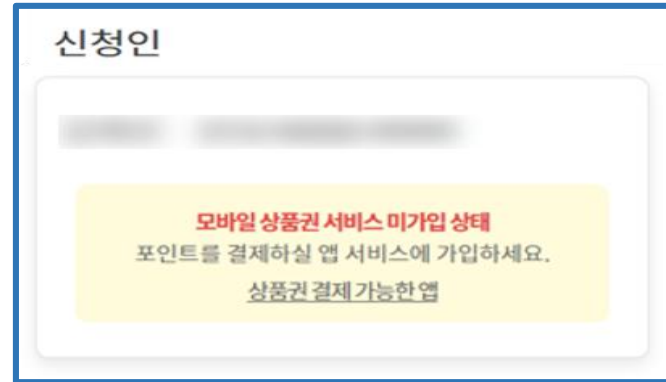 신청인
모바일 상품권 서비스 미가입 상태
포인트를 결제하실 앱 서비스에 가입하세요.
상품권 결제 가능한 앱